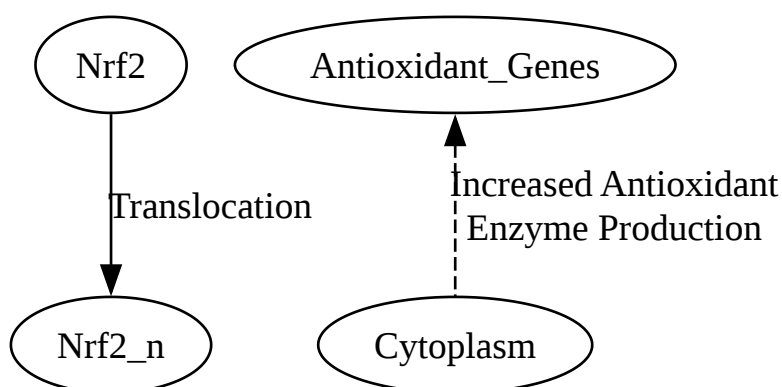 Nrf2
Antioxidant_Genes
Translocation
Increased Antioxidant
Enzyme Production
Nrf2_n
Cytoplasm